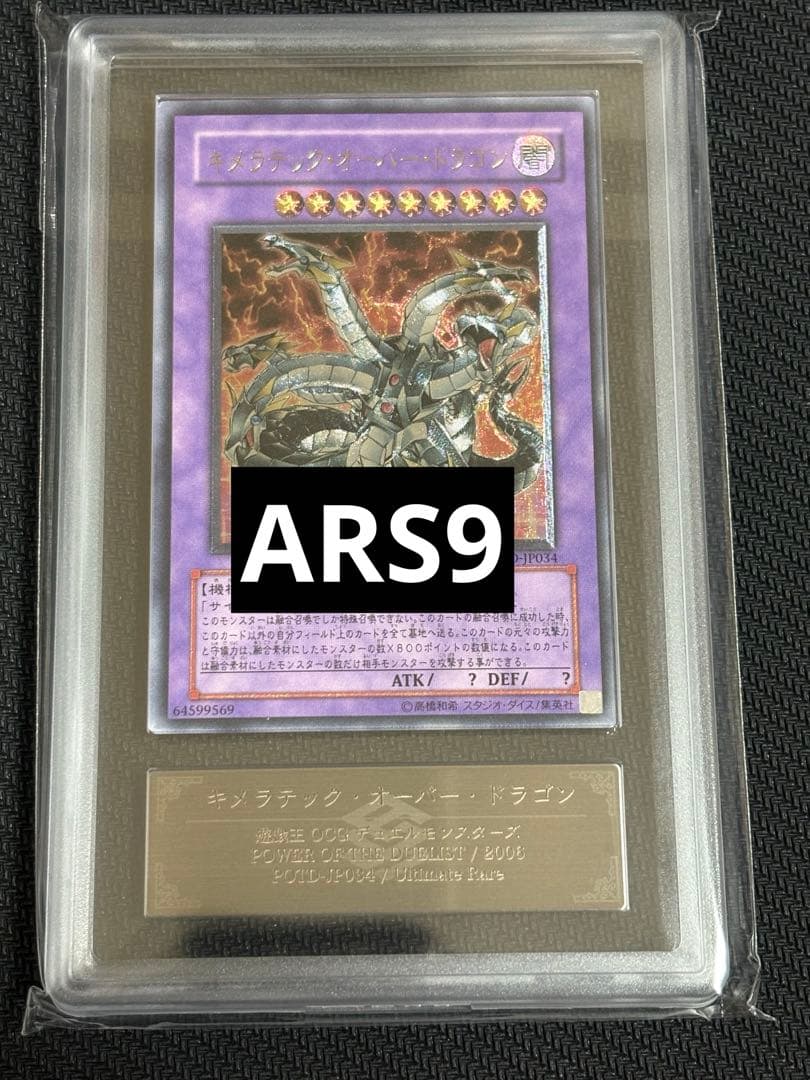 キメラテック・オーバー・ドラゴン 闇
ARS9
D-JP034
【機械
「サイ
このモンスターは融合召喚でしか特殊召喚できない。このカードの融合召喚に成功した時、
このカード以外の自分フィールド上のカードを全て墓地へ送る。このカードの元々の攻撃力
と守備力は、融合素材にしたモンスターの数×800ポイントの数値になる。このカード
は融合素材にしたモンスターの数だけ相手モンスターを攻撃する事ができる。
ATK/ ? DEF/ ?
64599569 ©高橋和希 スタジオ・ダイス/集英社
キメラテック・オーバー・ドラゴン
遊戯王 OCG デュエルモンスターズ
POWER OF THE DUELIST / 2006
POTD-JP034 / Ultimate Rare